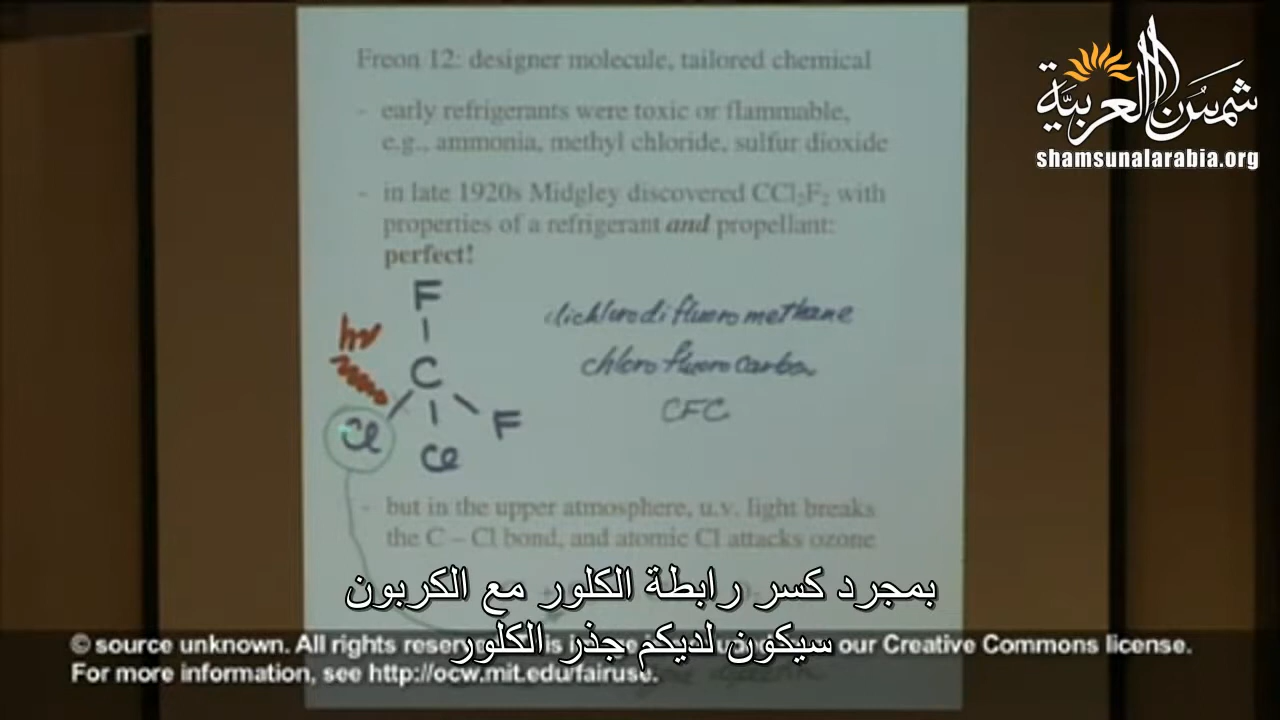 Freon 12: designer molecule, tailored chemical
شمسن العربية
shamsunalarabia.org
- early refrigerants were toxic or flammable,
e.g., ammonia, methyl chloride, sulfur dioxide
- in late 1920s Midgley discovered CCl₂F₂ with
properties of a refrigerant and propellant:
perfect!
F
hν
C
Cl
Cl
F
dichlorodifluoromethane
chlorofluorocarbon
CFC
- but in the upper atmosphere, u.v. light breaks
the C – Cl bond, and atomic Cl attacks ozone
بمجرد كسر رابطة الكلور مع الكربون
سيكون لديكم جذر الكلور
© source unknown. All rights reserved. is our Creative Commons license.
For more information, see http://ocw.mit.edu/fairuse.